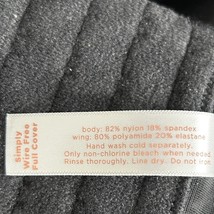 Simply
Wire Free
Full Cover
body: 82% nylon 18% spandex
wing: 80% polyamide 20% elastane
Hand wash cold separately.
Only non-chlorine bleach when needed.
Rinse thoroughly. Line dry. Do not iron